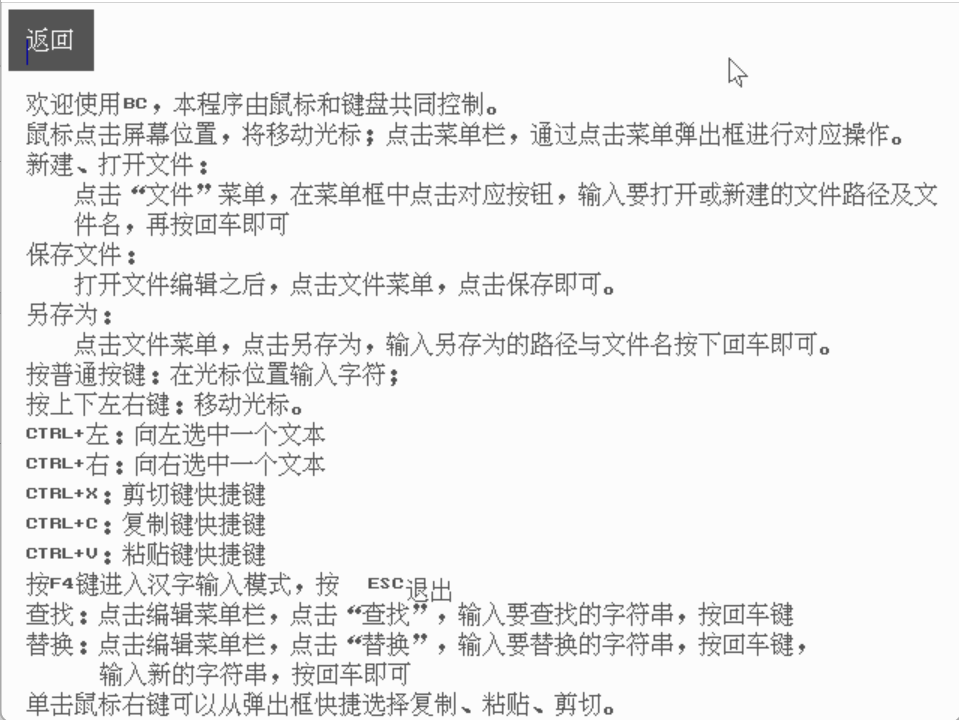 返回
欢迎使用BC，本程序由鼠标和键盘共同控制。
鼠标点击屏幕位置，将移动光标；点击菜单栏，通过点击菜单弹出框进行对应操作。
新建、打开文件：
点击“文件”菜单，在菜单框中点击对应按钮，输入要打开或新建的文件路径及文
件名，再按回车即可
保存文件：
打开文件编辑之后，点击文件菜单，点击保存即可。
另存为：
点击文件菜单，点击另存为，输入另存为的路径与文件名按下回车即可。
按普通按键：在光标位置输入字符；
按上下左右键：移动光标。
CTRL+左：向左选中一个文本
CTRL+右：向右选中一个文本
CTRL+X：剪切键快捷键
CTRL+C：复制键快捷键
CTRL+V：粘贴键快捷键
按F4键进入汉字输入模式，按 ESC退出
查找：点击编辑菜单栏，点击“查找”，输入要查找的字符串，按回车键
替换：点击编辑菜单栏，点击“替换”，输入要替换的字符串，按回车键，
输入新的字符串，按回车即可
单击鼠标右键可以从弹出框快捷选择复制、粘贴、剪切。